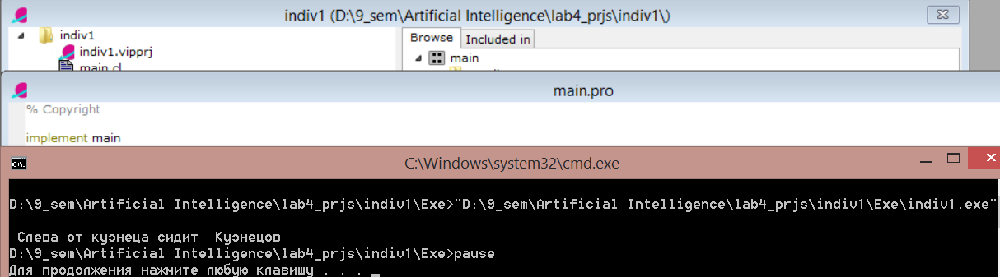 indiv1 (D:\9_sem\Artificial Intelligence\lab4_prjs\indiv1\)
indiv1
indiv1.vipprj
main.cl
Browse
Included in
main
main.pro
% Copyright
implement main
C:\Windows\system32\cmd.exe
D:\9_sem\Artificial Intelligence\lab4_prjs\indiv1\Exe>"D:\9_sem\Artificial Intelligence\lab4_prjs\indiv1\Exe\indiv1.exe"
Слева от кузнеца сидит  Кузнецов
D:\9_sem\Artificial Intelligence\lab4_prjs\indiv1\Exe>pause
Для продолжения нажмите любую клавишу . . .